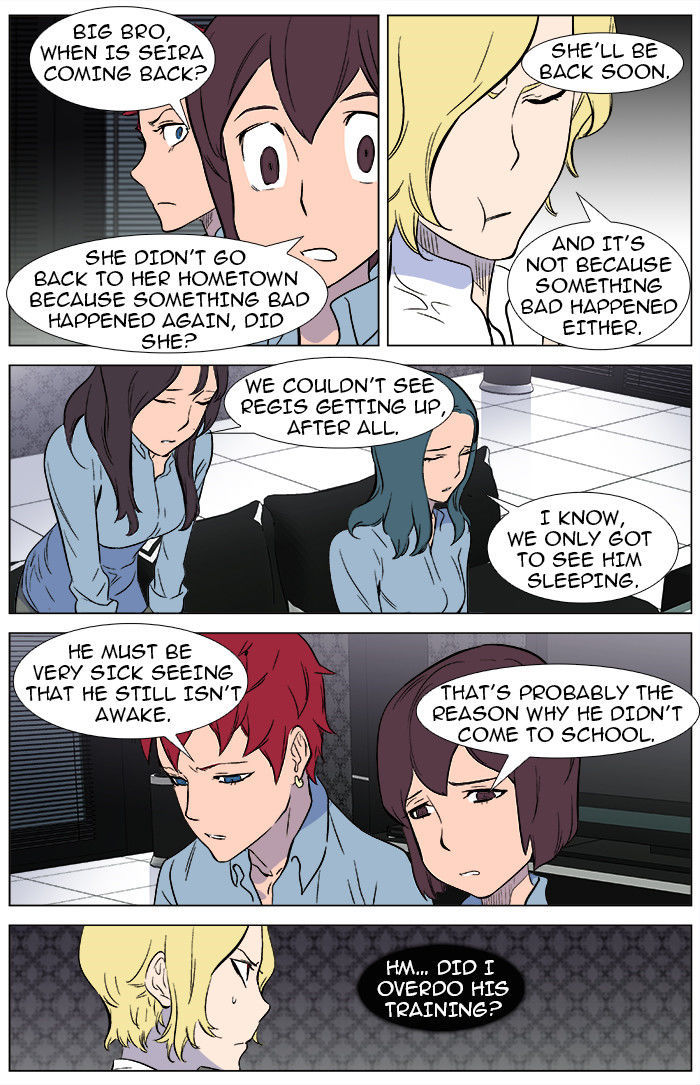 BIG BRO,
WHEN IS SEIRA
COMING BACK?
SHE DIDN'T GO
BACK TO HER HOMETOWN
BECAUSE SOMETHING BAD
HAPPENED AGAIN, DID
SHE?
SHE'LL BE
BACK SOON.
AND IT'S
NOT BECAUSE
SOMETHING
BAD HAPPENED
EITHER.
WE COULDN'T SEE
REGIS GETTING UP,
AFTER ALL.
I KNOW,
WE ONLY GOT
TO SEE HIM
SLEEPING.
HE MUST BE
VERY SICK SEEING
THAT HE STILL ISN'T
AWAKE.
THAT'S PROBABLY THE
REASON WHY HE DIDN'T
COME TO SCHOOL.
HM... DID I
OVERDO HIS
TRAINING?